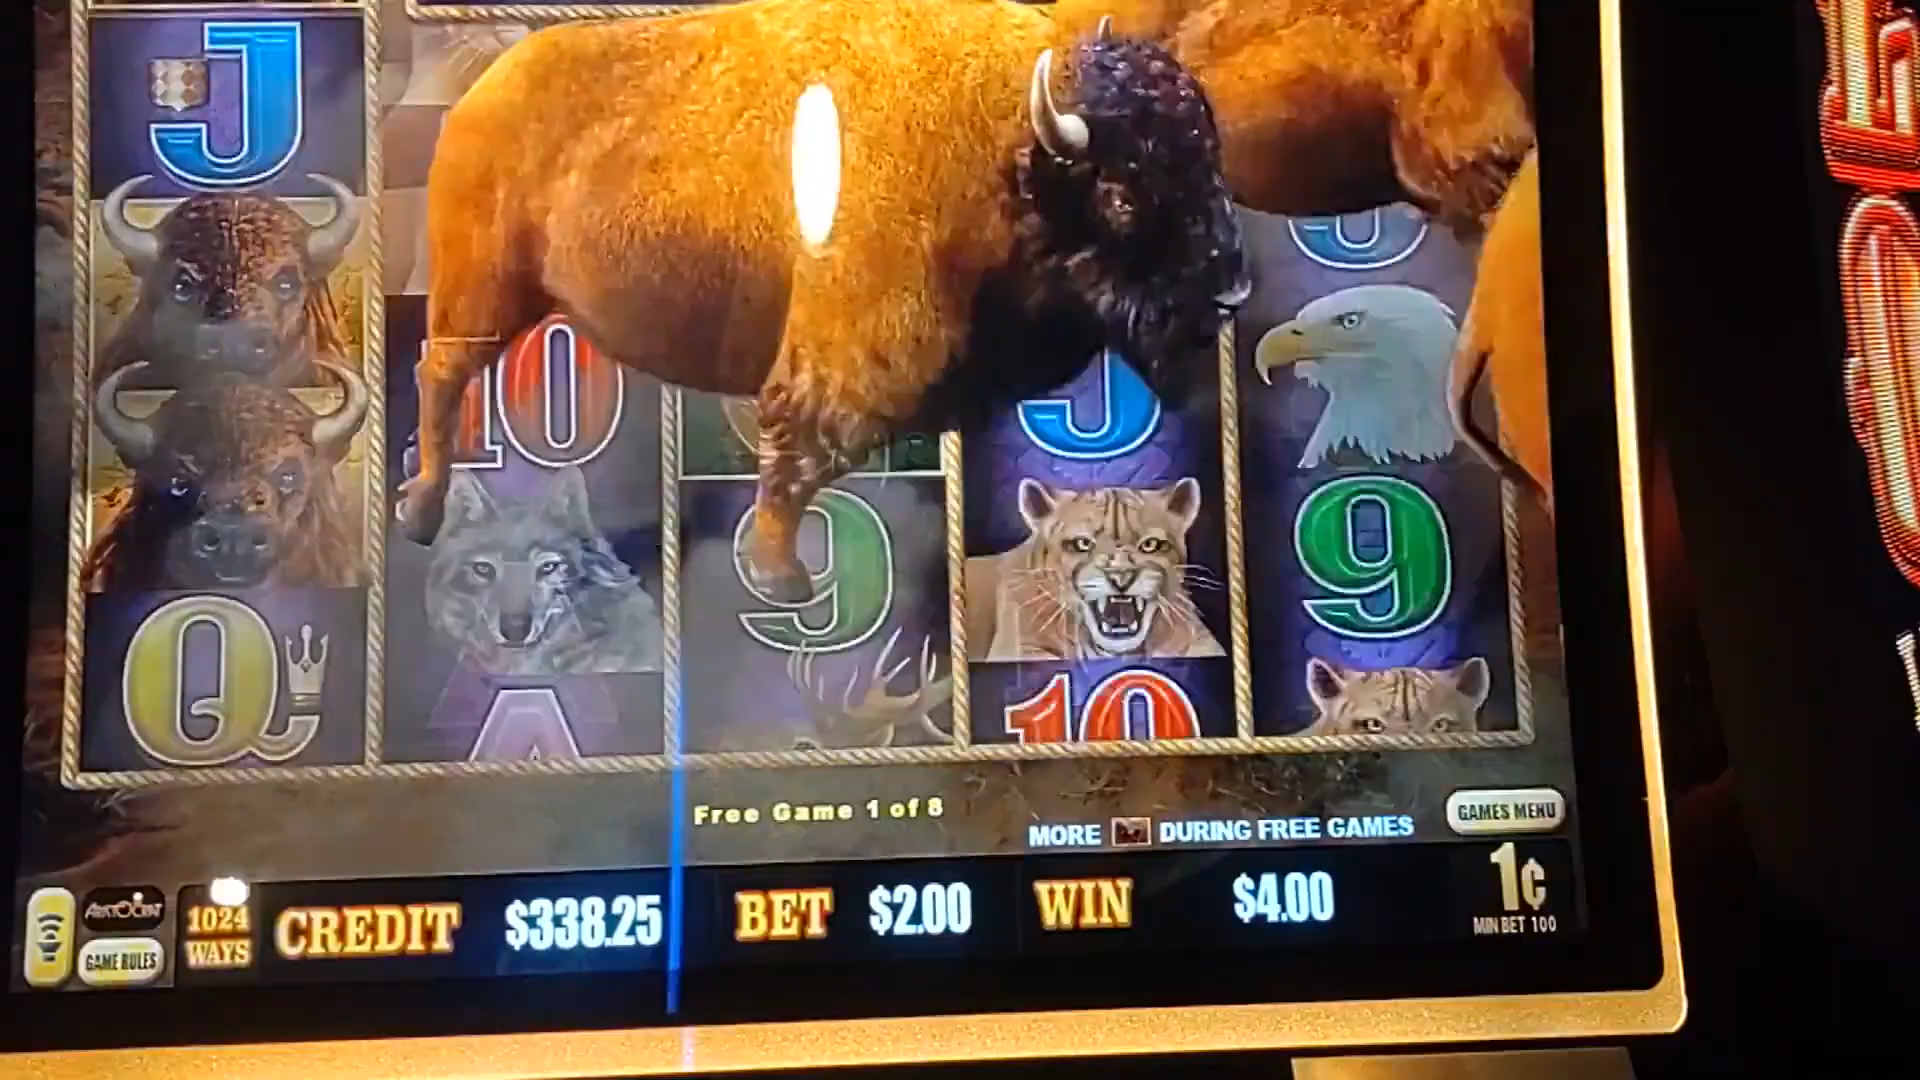 J
J
10
J
9
9
Q
A
10
Free Game 1 of 8
MORE DURING FREE GAMES
GAMES MENU
ARISTOCRAT
GAME RULES
1024
WAYS
CREDIT $338.25
BET $2.00
WIN $4.00
1¢
MIN BET 100